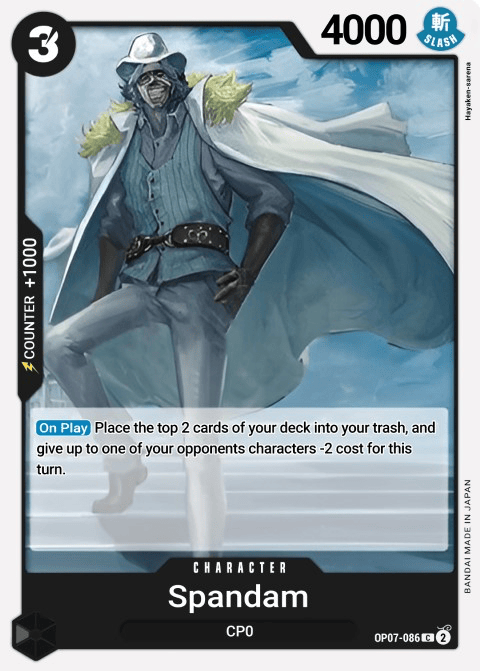 3
4000
斬
SLASH
Hayaken-sarena
COUNTER +1000
On Play Place the top 2 cards of your deck into your trash, and
give up to one of your opponents characters -2 cost for this
turn.
CHARACTER
Spandam
CP0
OP07-086 C 2
BANDAI MADE IN JAPAN